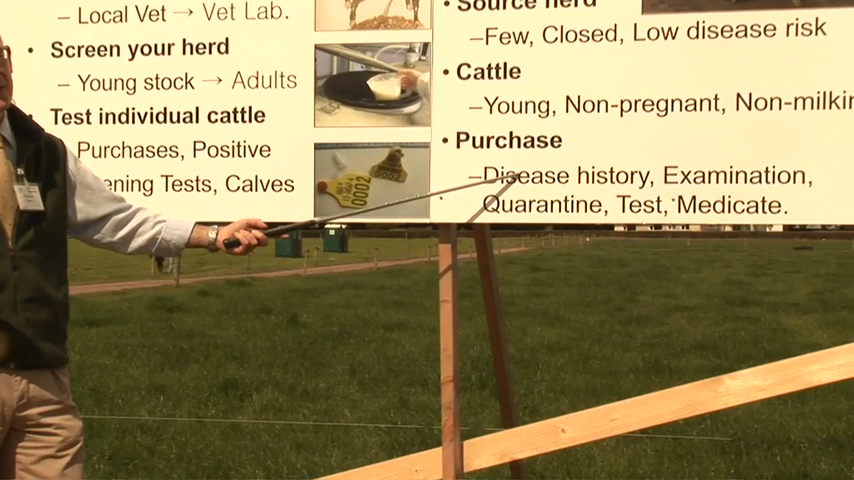 – Local Vet → Vet Lab.
• Screen your herd
– Young stock → Adults
Test individual cattle
Purchases, Positive
ening Tests, Calves
0002
• Source herd
–Few, Closed, Low disease risk
• Cattle
–Young, Non-pregnant, Non-milkin
• Purchase
–Disease history, Examination,
Quarantine, Test, Medicate.